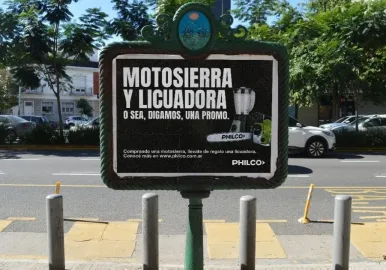 MOTOSIERRA
Y LICUADORA
O SEA, DIGAMOS, UNA PROMO.
PHILCO
Comprando una motosierra, llevate de regalo una licuadora.
Conocé más en www.philco.com.ar
PHILCO